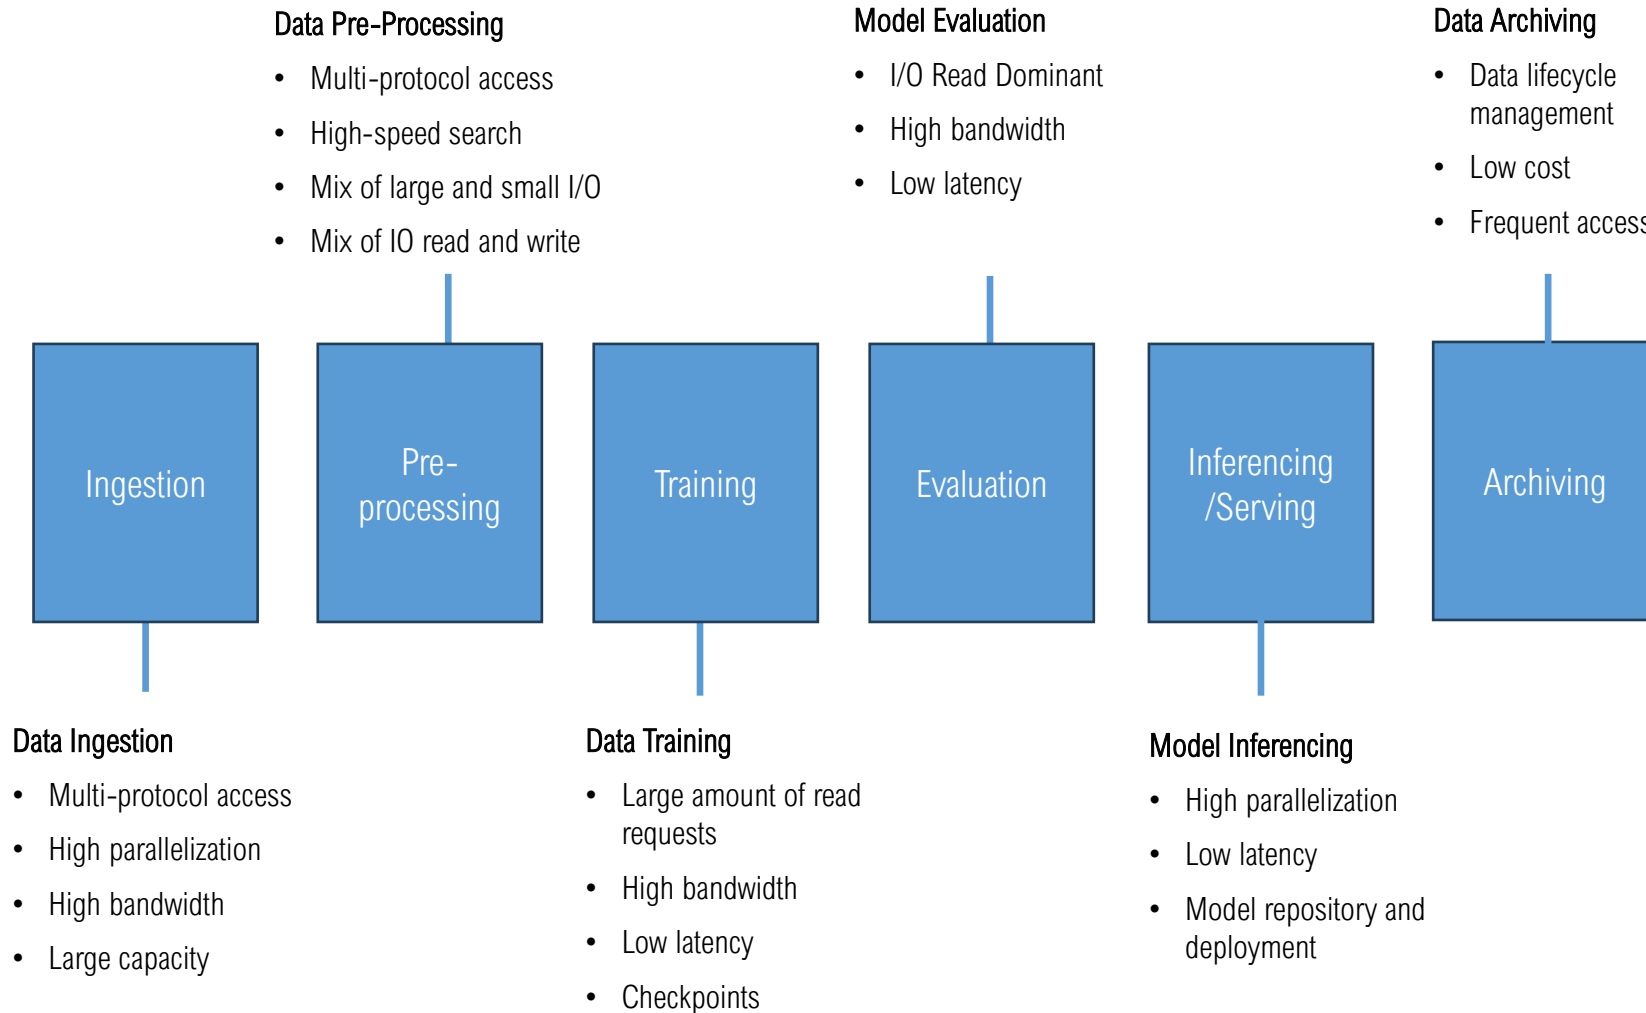 Data Pre-Processing
• Multi-protocol access
• High-speed search
• Mix of large and small I/O
• Mix of IO read and write
Model Evaluation
• I/O Read Dominant
• High bandwidth
• Low latency
Data Archiving
• Data lifecycle
management
• Low cost
• Frequent access
Ingestion
Pre-
processing
Training
Evaluation
Inferencing
/Serving
Archiving
Data Ingestion
• Multi-protocol access
• High parallelization
• High bandwidth
• Large capacity
Data Training
• Large amount of read
requests
• High bandwidth
• Low latency
• Checkpoints
Model Inferencing
• High parallelization
• Low latency
• Model repository and
deployment